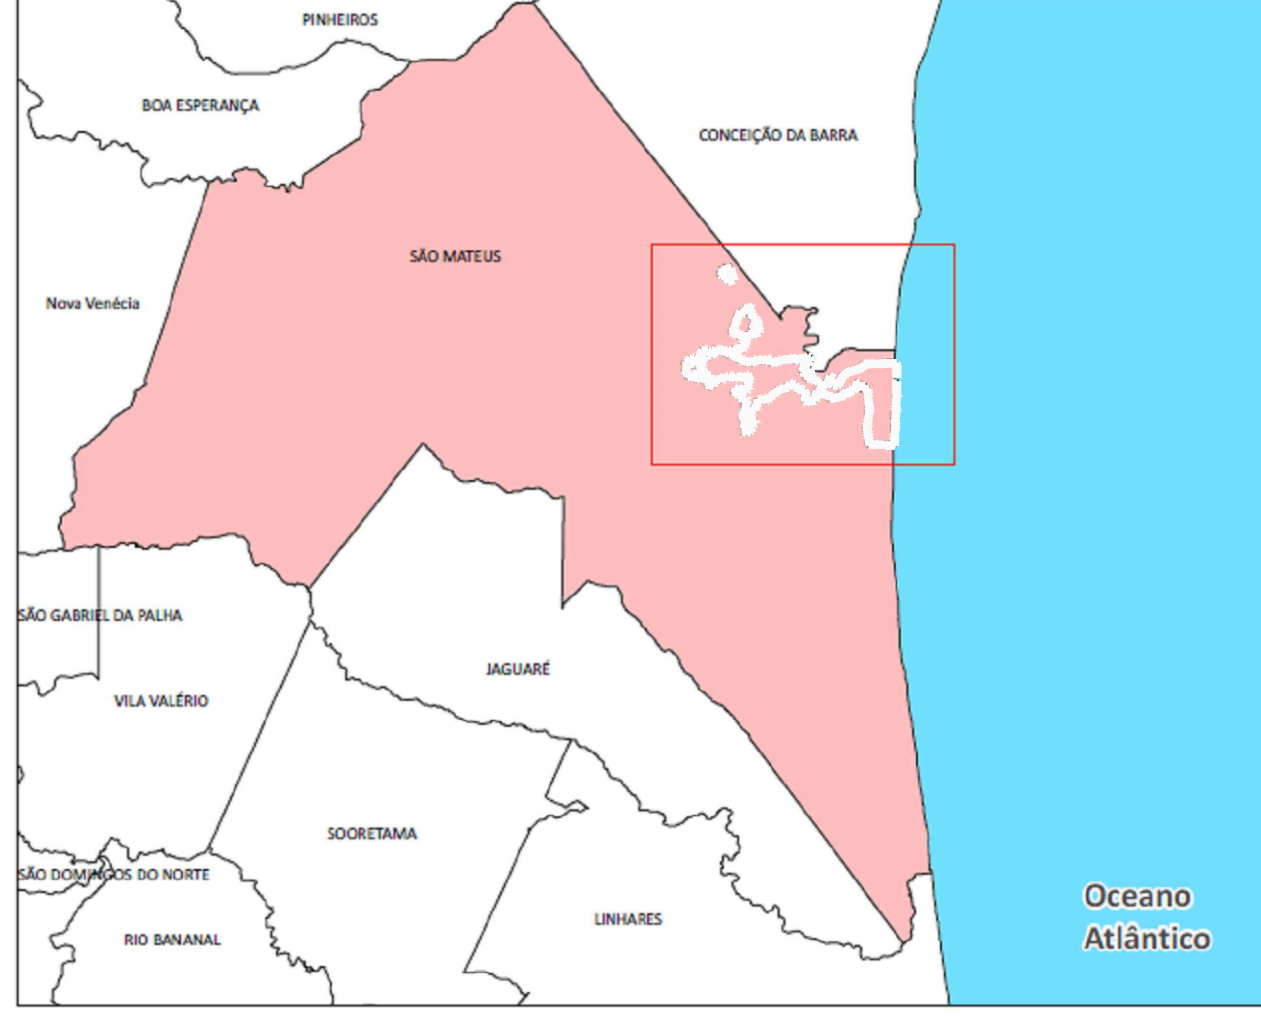 PINHEIROS
BOA ESPERANÇA
CONCEIÇÃO DA BARRA
SÃO MATEUS
Nova Venécia
SÃO GABRIEL DA PALHA
JAGUARÉ
VILA VALÉRIO
SOORETAMA
SÃO DOMINGOS DO NORTE
LINHARES
RIO BANANAL
Oceano
Atlântico